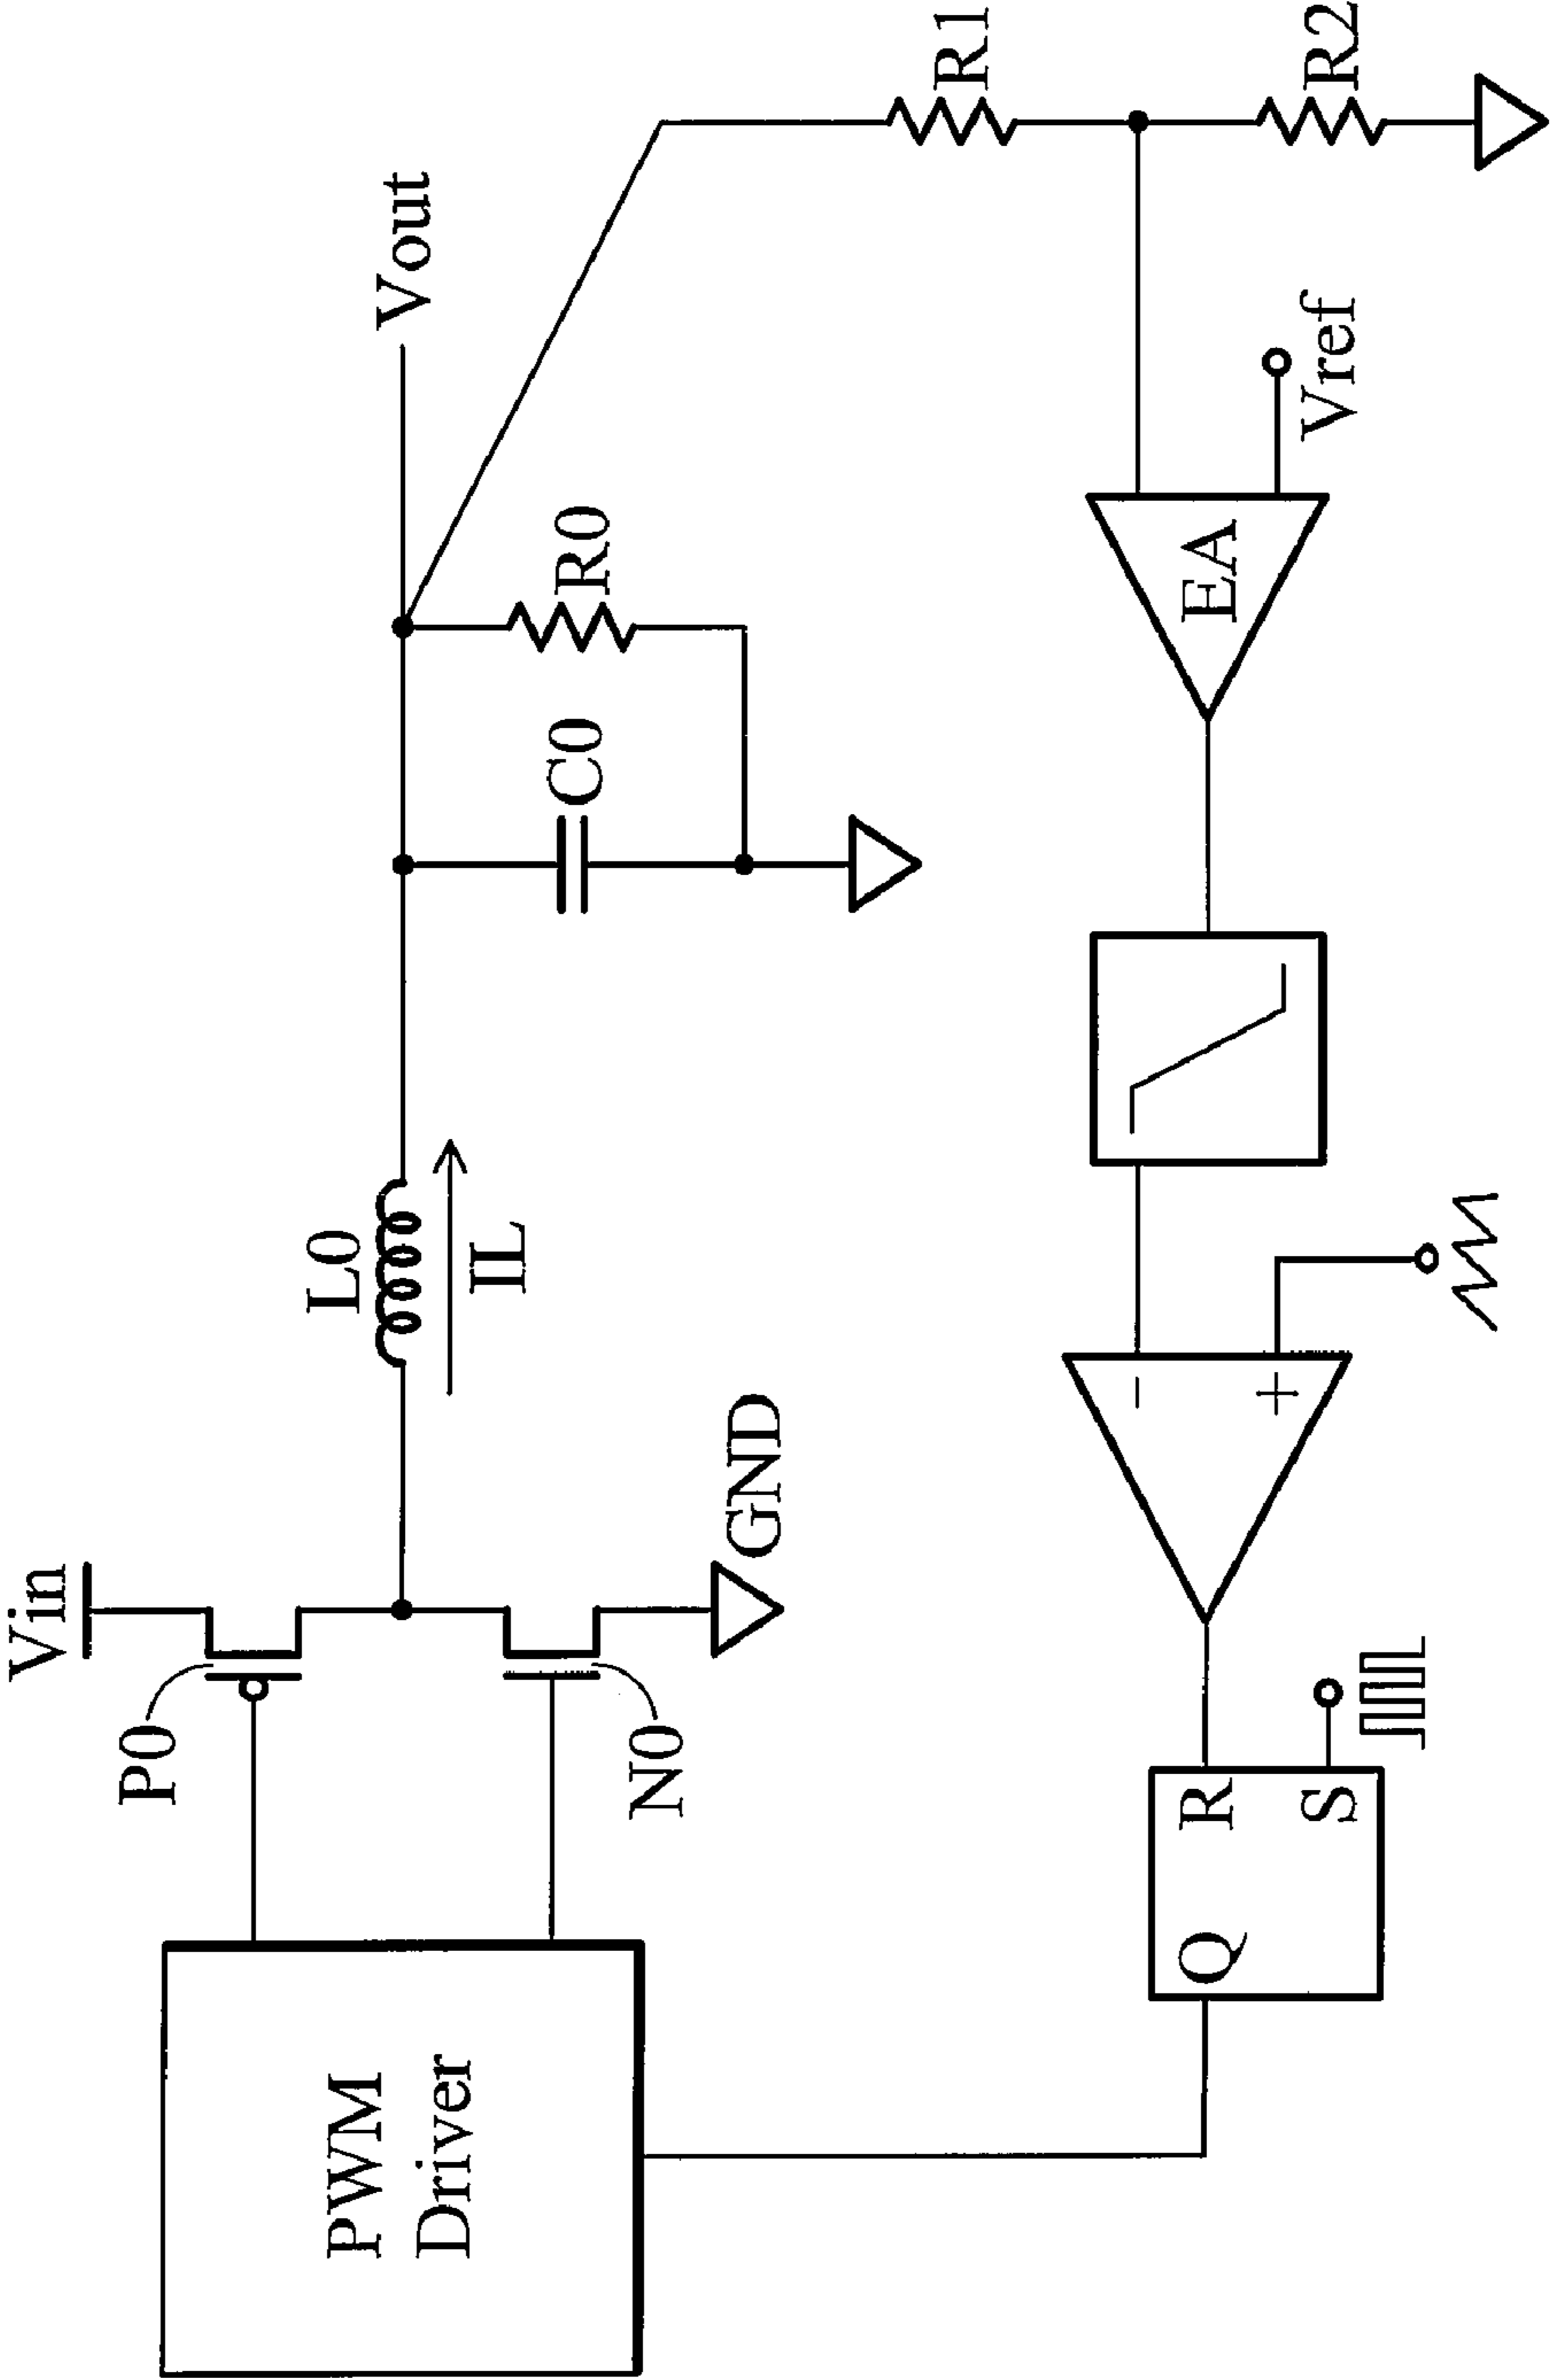 Vin
P0
N0
GND
PWM
Driver
L0
IL
C0
R0
Vout
R1
R2
Vref
EA
-
+
Q
R
S